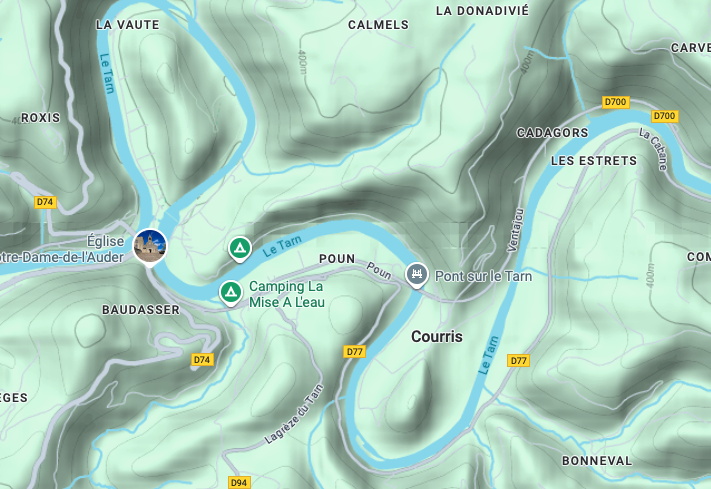 LA DONADIVIÉ
LA VAUTE
CALMELS
CARVE
Le Tarn
400m
400m
D700
D700
ROXIS
CADAGORS
La Cabane
LES ESTRETS
D74
Ventajou
Église
otre-Dame-de-l'Auder
Le Tarn
POUN
Poun
Pont sur le Tarn
COM
400m
Camping La
Mise A L'eau
BAUDASSER
Courris
D77
D74
Le Tarn
D77
EGES
Lagrèze du Tarn
BONNEVAL
D94